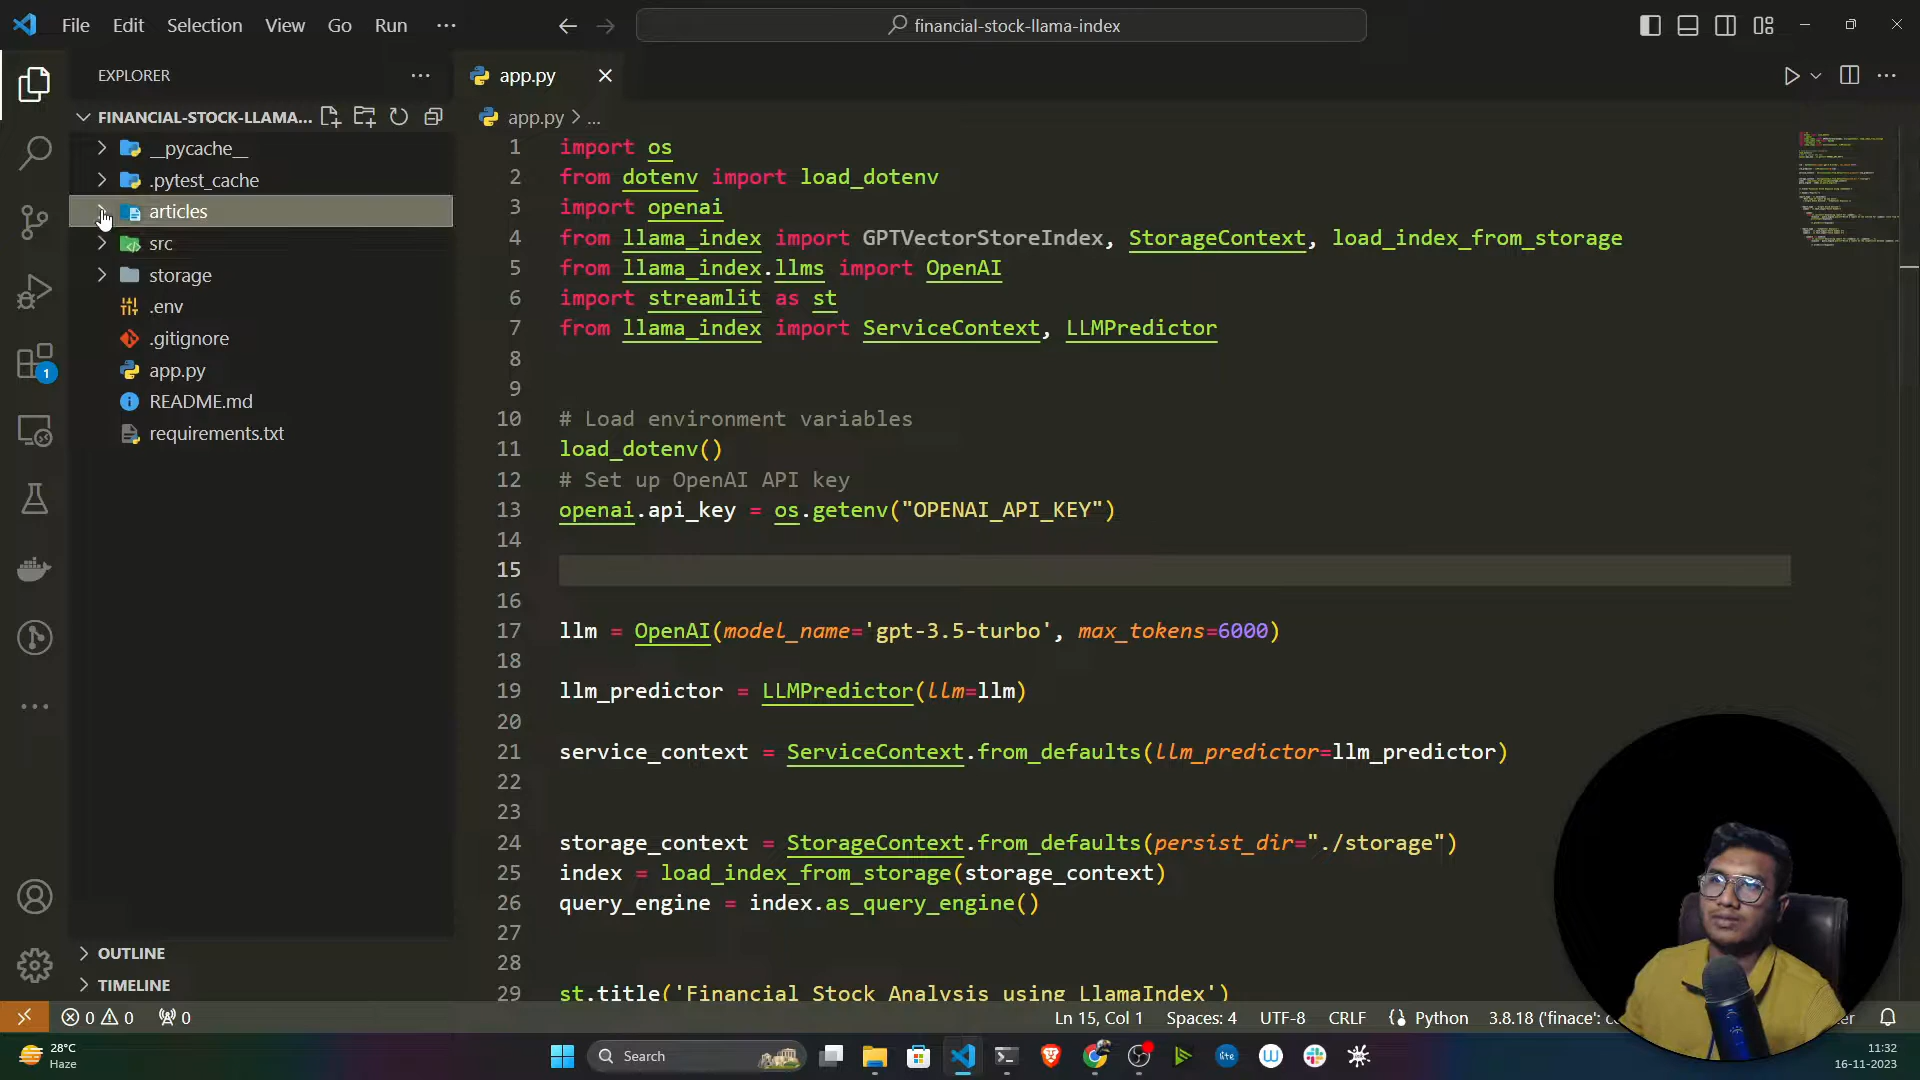 File Edit Selection View Go Run ···
financial-stock-llama-index
EXPLORER ···
FINANCIAL-STOCK-LLAMA...
__pycache__
.pytest_cache
articles
src
storage
.env
.gitignore
app.py
README.md
requirements.txt
OUTLINE
TIMELINE
1
app.py
app.py > ...
1 import os
2 from dotenv import load_dotenv
3 import openai
4 from llama_index import GPTVectorStoreIndex, StorageContext, load_index_from_storage
5 from llama_index.llms import OpenAI
6 import streamlit as st
7 from llama_index import ServiceContext, LLMPredictor
8
9
10 # Load environment variables
11 load_dotenv()
12 # Set up OpenAI API key
13 openai.api_key = os.getenv("OPENAI_API_KEY")
14
15
16
17 llm = OpenAI(model_name='gpt-3.5-turbo', max_tokens=6000)
18
19 llm_predictor = LLMPredictor(llm=llm)
20
21 service_context = ServiceContext.from_defaults(llm_predictor=llm_predictor)
22
23
24 storage_context = StorageContext.from_defaults(persist_dir="./storage")
25 index = load_index_from_storage(storage_context)
26 query_engine = index.as_query_engine()
27
28
29 st.title('Financial Stock Analysis using LlamaIndex')
0 0 0 Ln 15, Col 1 Spaces: 4 UTF-8 CRLF Python 3.8.18 ('finace':
28°C
Haze
Search
lite
W
11:32
16-11-2023